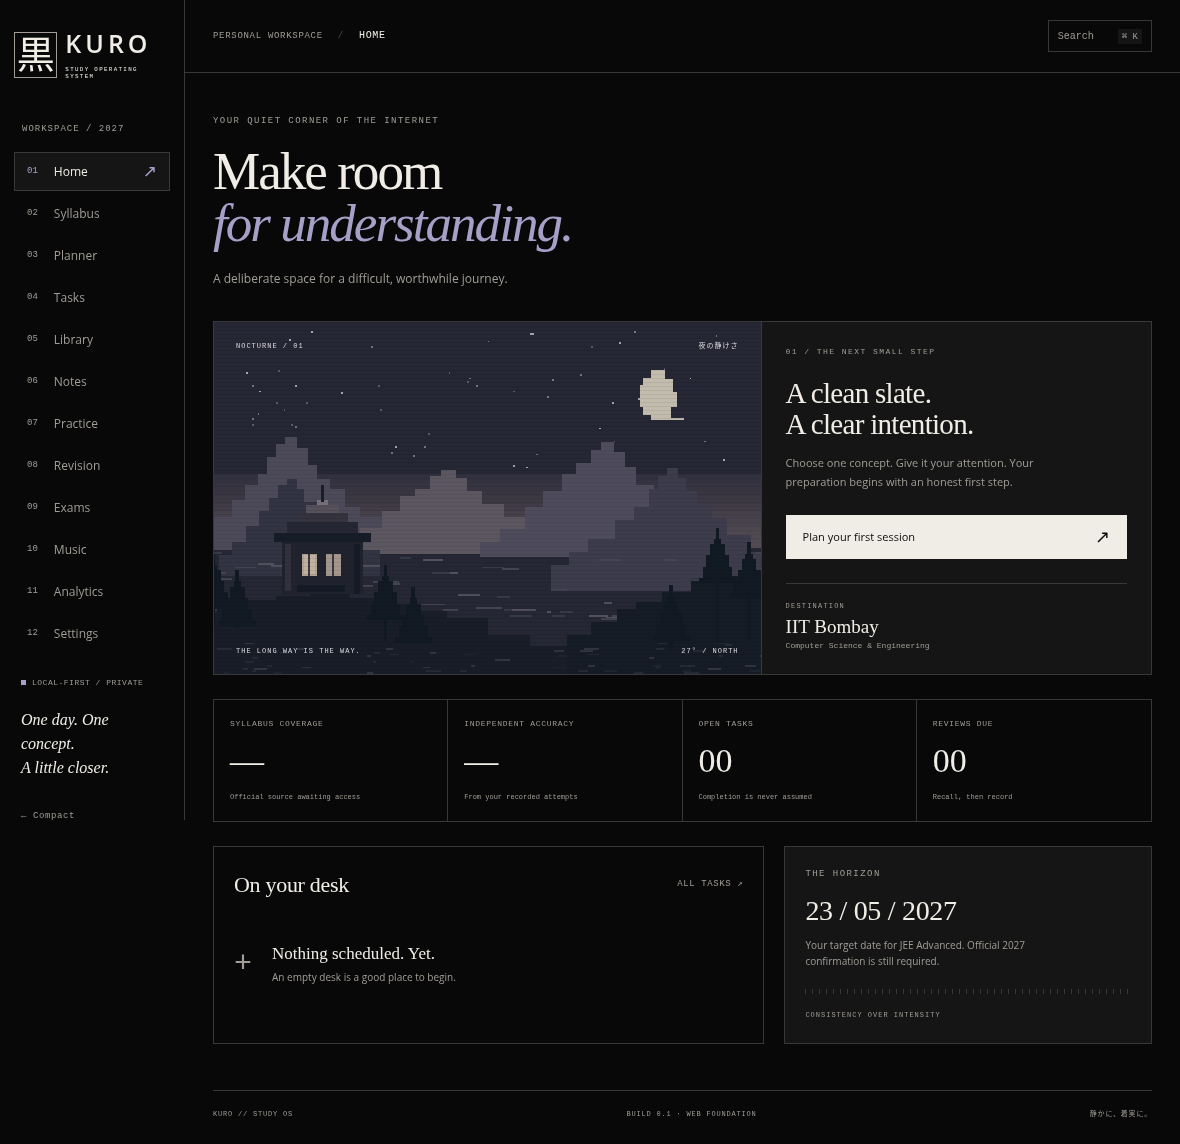 黒
KURO
STUDY OPERATING
SYSTEM
WORKSPACE / 2027
01 Home ↗
02 Syllabus
03 Planner
04 Tasks
05 Library
06 Notes
07 Practice
08 Revision
09 Exams
10 Music
11 Analytics
12 Settings
LOCAL-FIRST / PRIVATE
One day. One
concept.
A little closer.
← Compact
PERSONAL WORKSPACE / HOME
Search ⌘ K
YOUR QUIET CORNER OF THE INTERNET
Make room
for understanding.
A deliberate space for a difficult, worthwhile journey.
NOCTURNE / 01
夜の静けさ
THE LONG WAY IS THE WAY.
27° / NORTH
01 / THE NEXT SMALL STEP
A clean slate.
A clear intention.
Choose one concept. Give it your attention. Your
preparation begins with an honest first step.
Plan your first session ↗
DESTINATION
IIT Bombay
Computer Science & Engineering
SYLLABUS COVERAGE
—
Official source awaiting access
INDEPENDENT ACCURACY
—
From your recorded attempts
OPEN TASKS
00
Completion is never assumed
REVIEWS DUE
00
Recall, then record
On your desk
ALL TASKS ↗
+
Nothing scheduled. Yet.
An empty desk is a good place to begin.
THE HORIZON
23 / 05 / 2027
Your target date for JEE Advanced. Official 2027
confirmation is still required.
CONSISTENCY OVER INTENSITY
KURO // STUDY OS
BUILD 0.1 · WEB FOUNDATION
静かに、着実に。